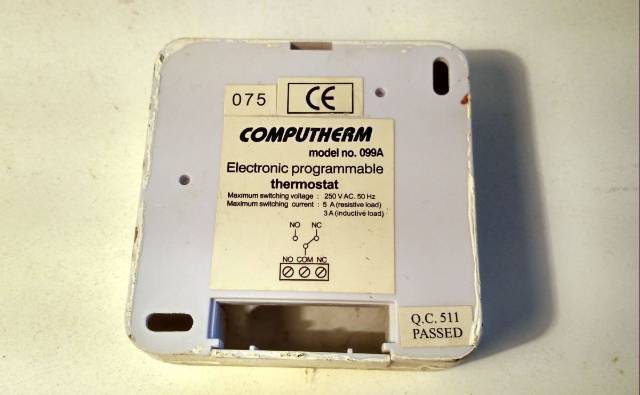 075 CE
COMPUTHERM
model no. 099A
Electronic programmable
thermostat
Maximum switching voltage : 250 V AC. 50 Hz
Maximum switching current : 5 A (resistive load)
3 A (inductive load)
NO NC
NO COM NC
Q.C. 511
PASSED